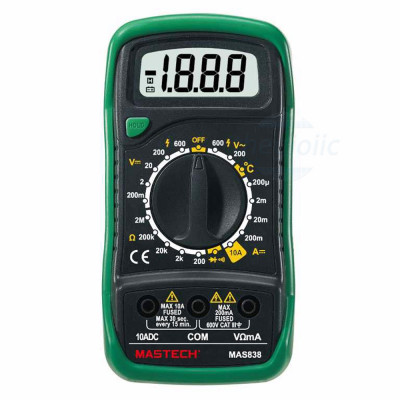 -1.8.8.8
H
HOLD
OFF
600 600 V~
V⎓ 200 200
20 °C
2 200µ
200m 2m
2M 20m
Ω 200k 200m
20k 2k 200 10A A⎓
CE
MAX 10A
FUSED
MAX 30 sec.
every 15 min.
MAX
200mA
FUSED
600V CAT II
10ADC COM VΩmA
MASTECH® MAS838